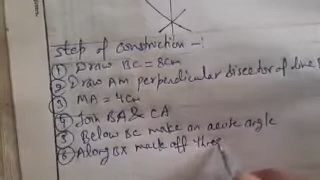 Step of construction :-
① Draw BC = 8cm
② Draw AM perpendicular bisector of line
③ MA = 4cm
④ Join BA & CA
⑤ Below BC make an acute angle
⑥ Along BX mark off three